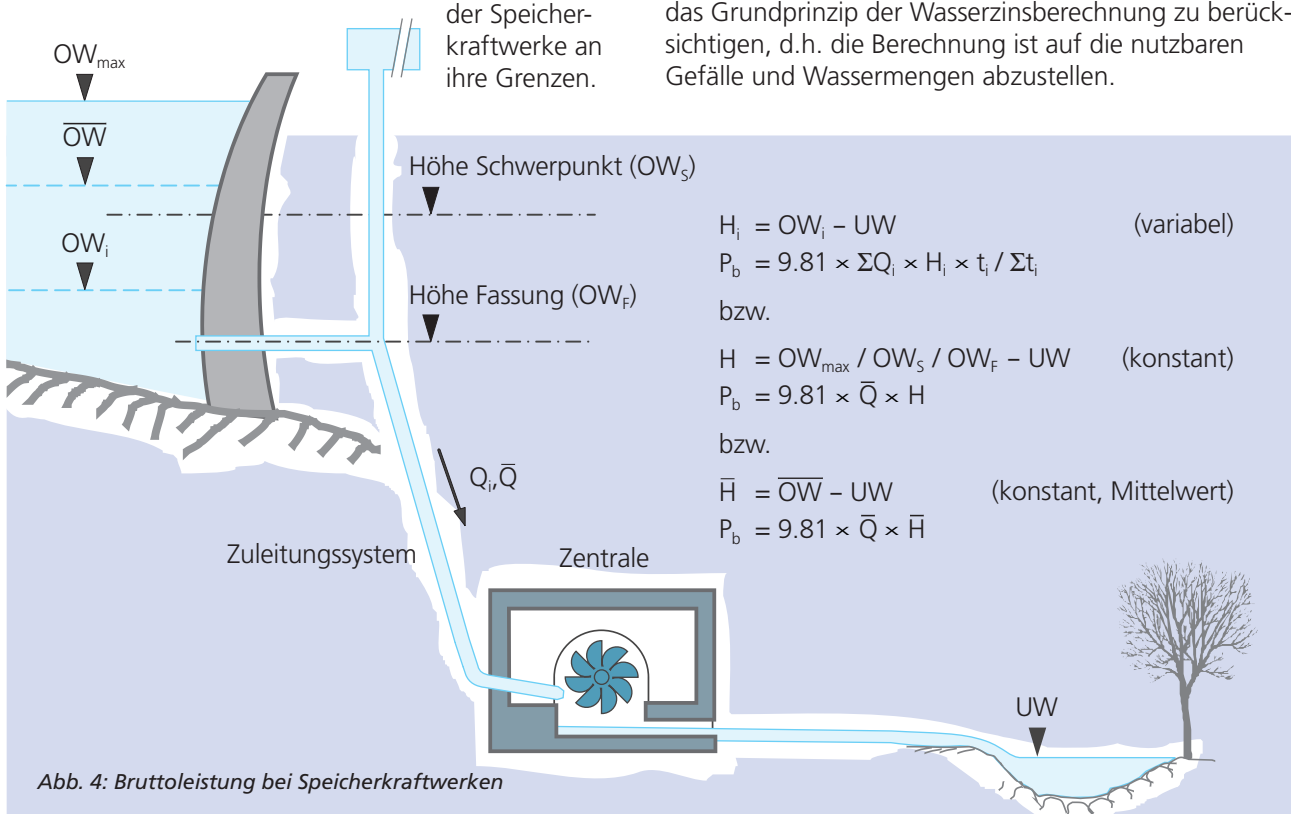 der Speicher-
kraftwerke an
ihre Grenzen.
das Grundprinzip der Wasserzinsberechnung zu berück-
sichtigen, d.h. die Berechnung ist auf die nutzbaren
Gefälle und Wassermengen abzustellen.
OWmax
O̅W̅
OWi
Höhe Schwerpunkt (OWS)
Höhe Fassung (OWF)
Hi = OWi – UW (variabel)
Pb = 9.81 × ΣQi × Hi × ti / Σti
bzw.
H = OWmax / OWS / OWF – UW (konstant)
Pb = 9.81 × Q̅ × H
bzw.
H̅ = O̅W̅ – UW (konstant, Mittelwert)
Pb = 9.81 × Q̅ × H̅
Qi,Q̅
Zuleitungssystem
Zentrale
UW
Abb. 4: Bruttoleistung bei Speicherkraftwerken